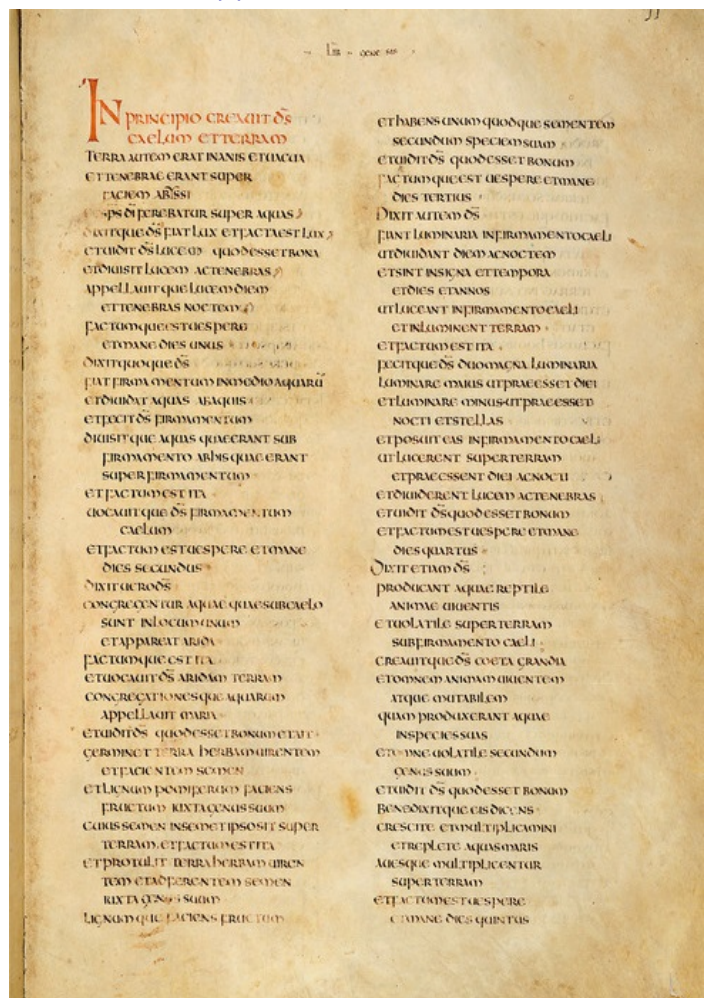 IN PRINCIPIO CREAUIT DS
CAELUM ET TERRAM
TERRA AUTEM ERAT INANIS ET UACUA
ET TENEBRAE ERANT SUPER
FACIEM ABISSI
SPS DI FEREBATUR SUPER AQUAS
DIXITQUE DS FIAT LUX ET FACTA EST LUX
ET UIDIT DS LUCEM QUOD ESSET BONA
ET DIUISIT LUCEM AC TENEBRAS
APPELLAUITQUE LUCEM DIEM
ET TENEBRAS NOCTEM
FACTUMQUE EST UESPERE
ET MANE DIES UNUS
DIXIT QUOQUE DS
FIAT FIRMAMENTUM IN MEDIO AQUARŪ
ET DIUIDAT AQUAS AB AQUIS
ET FECIT DS FIRMAMENTUM
DIUISITQUE AQUAS QUAE ERANT SUB
FIRMAMENTO AB HIS QUAE ERANT
SUPER FIRMAMENTUM
ET FACTUM EST ITA
UOCAUITQUE DS FIRMAMENTUM
CAELUM
ET FACTUM EST UESPERE ET MANE
DIES SECUNDUS
DIXIT UERO DS
CONGREGENTUR AQUAE QUAE SUB CAELO
SUNT IN LOCUM UNUM
ET APPAREAT ARIDA
FACTUMQUE EST ITA
ET UOCAUIT DS ARIDAM TERRAM
CONGREGATIONESQUE AQUARUM
APPELLAUIT MARIA
ET UIDIT DS QUOD ESSET BONUM ET AIT
GERMINET TERRA HERBAM UIRENTEM
ET FACIENTEM SEMEN
ET LIGNUM POMIFERUM FACIENS
FRUCTUM IUXTA GENUS SUUM
CUIUS SEMEN IN SEMET IPSO SIT SUPER
TERRAM ET FACTUM EST ITA
ET PROTULIT TERRA HERBAM UIREN
TEM ET ADFERENTEM SEMEN
IUXTA GENUS SUUM
LIGNUMQUE FACIENS FRUCTUM
ET HABENS UNUMQUODQUE SEMENTEM
SECUNDUM SPECIEM SUAM
ET UIDIT DS QUOD ESSET BONUM
FACTUMQUE EST UESPERE ET MANE
DIES TERTIUS
DIXIT AUTEM DS
FIANT LUMINARIA IN FIRMAMENTO CAELI
UT DIUIDANT DIEM AC NOCTEM
ET SINT IN SIGNA ET TEMPORA
ET DIES ET ANNOS
UT LUCEANT IN FIRMAMENTO CAELI
ET INLUMINENT TERRAM
ET FACTUM EST ITA
FECITQUE DS DUO MAGNA LUMINARIA
LUMINARE MAIUS UT PRAEESSET DIEI
ET LUMINARE MINUS UT PRAEESSET
NOCTI ET STELLAS
ET POSUIT EAS IN FIRMAMENTO CAELI
UT LUCERENT SUPER TERRAM
ET PRAEESSENT DIEI AC NOCTI
ET DIUIDERENT LUCEM AC TENEBRAS
ET UIDIT DS QUOD ESSET BONUM
ET FACTUM EST UESPERE ET MANE
DIES QUARTUS
DIXIT ETIAM DS
PRODUCANT AQUAE REPTILE
ANIMAE UIUENTIS
ET UOLATILE SUPER TERRAM
SUB FIRMAMENTO CAELI
CREAUITQUE DS COETA GRANDIA
ET OMNEM ANIMAM UIUENTEM
ATQUE MUTABILEM
QUAM PRODUXERANT AQUAE
IN SPECIES SUAS
ET OMNE UOLATILE SECUNDUM
GENUS SUUM
ET UIDIT DS QUOD ESSET BONUM
BENEDIXITQUE EIS DICENS
CRESCITE ET MULTIPLICAMINI
ET REPLETE AQUAS MARIS
AUESQUE MULTIPLICENTUR
SUPER TERRAM
ET FACTUM EST UESPERE
ET MANE DIES QUINTUS